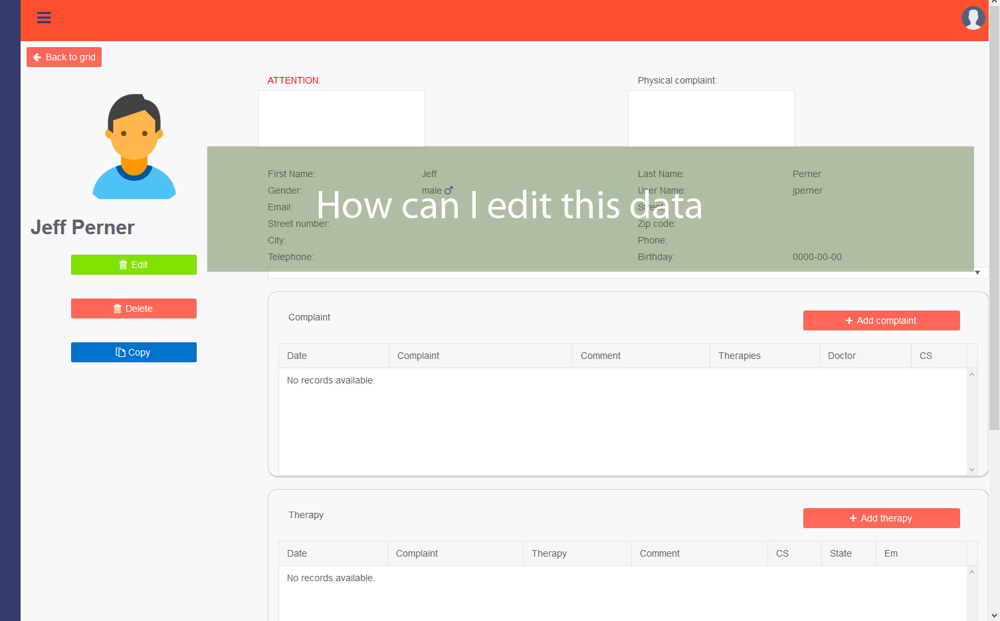 Back to grid
ATTENTION:
Physical complaint:
First Name: Jeff Last Name: Perner
Gender: male User Name: jperner
How can I edit this data
Email: Street:
Street number: Zip code:
City: Phone:
Telephone: Birthday: 0000-00-00
Jeff Perner
Edit
Delete
Copy
Complaint
Add complaint
Date Complaint Comment Therapies Doctor CS
No records available.
Therapy
Add therapy
Date Complaint Therapy Comment CS State Em
No records available.